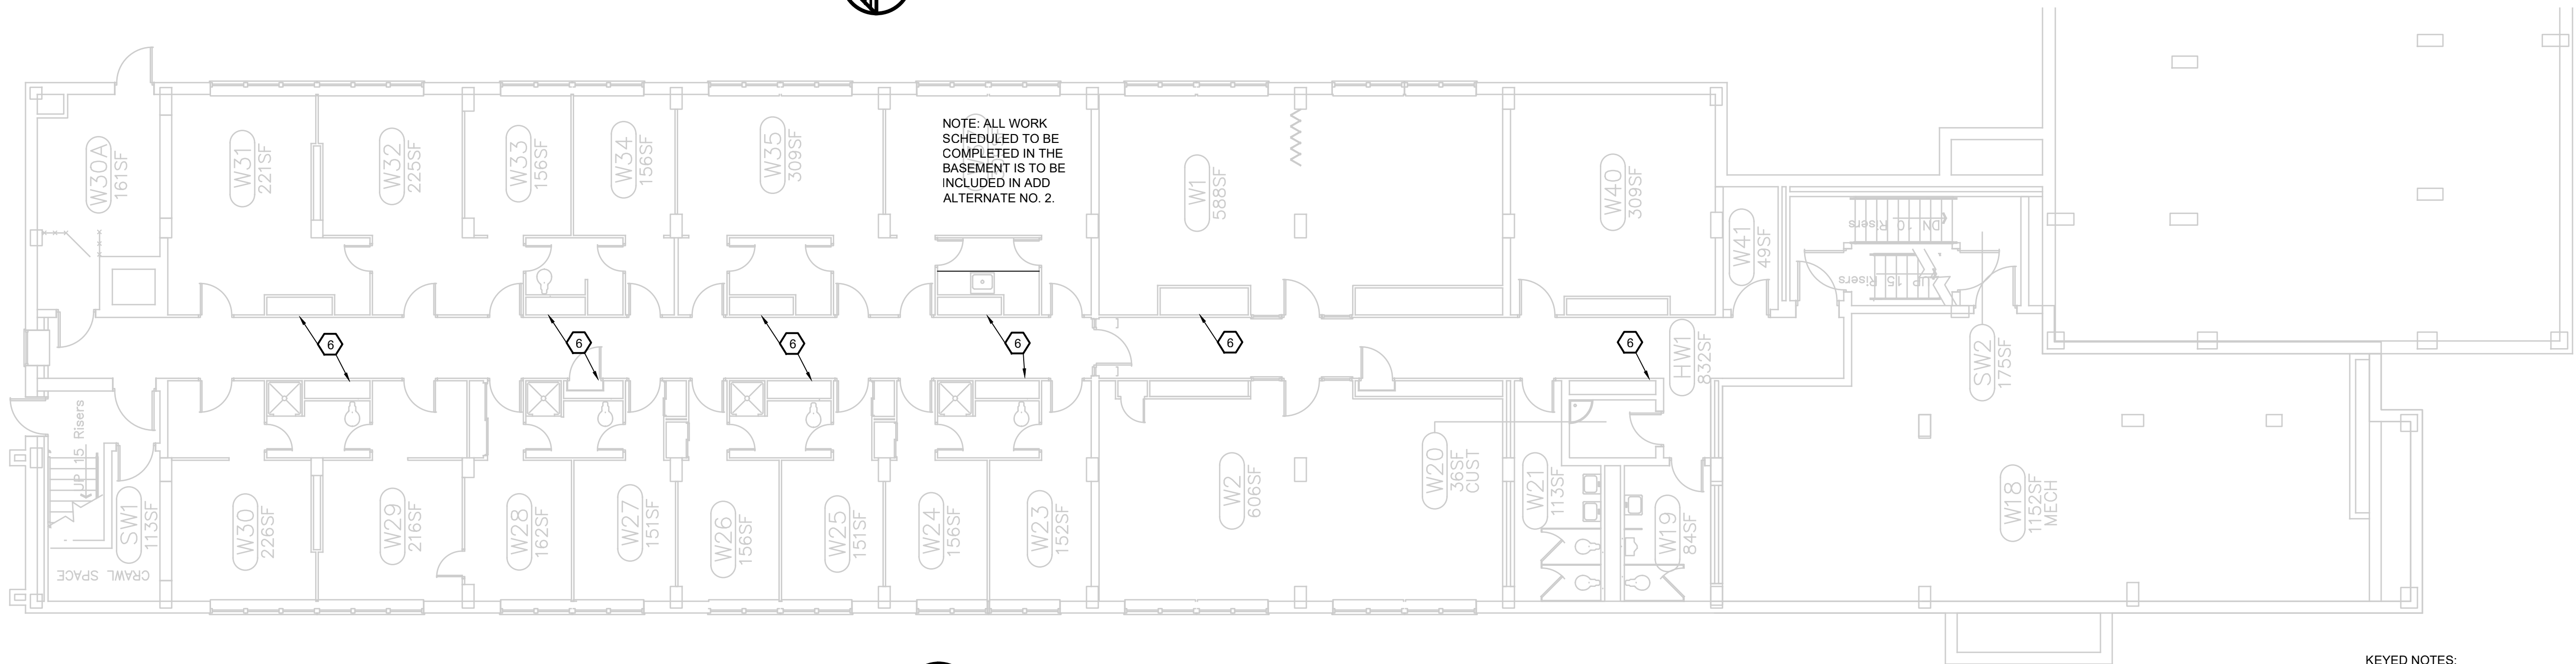 W30A
161SF
W31
221SF
W32
225SF
W33
156SF
W34
156SF
W35
309SF
NOTE: ALL WORK
SCHEDULED TO BE
COMPLETED IN THE
BASEMENT IS TO BE
INCLUDED IN ADD
ALTERNATE NO. 2.
W1
588SF
W40
309SF
W41
49SF
DN 10 Risers
UP 15 Risers
6
6
6
6
6
6
HW1
832SF
SW2
175SF
UP 15 Risers
SW1
113SF
CRAWL SPACE
W30
226SF
W29
216SF
W28
162SF
W27
151SF
W26
156SF
W25
151SF
W24
156SF
W23
152SF
W2
606SF
W20
36SF
CUST
W21
113SF
W19
84SF
W18
1152SF
MECH
KEYED NOTES: